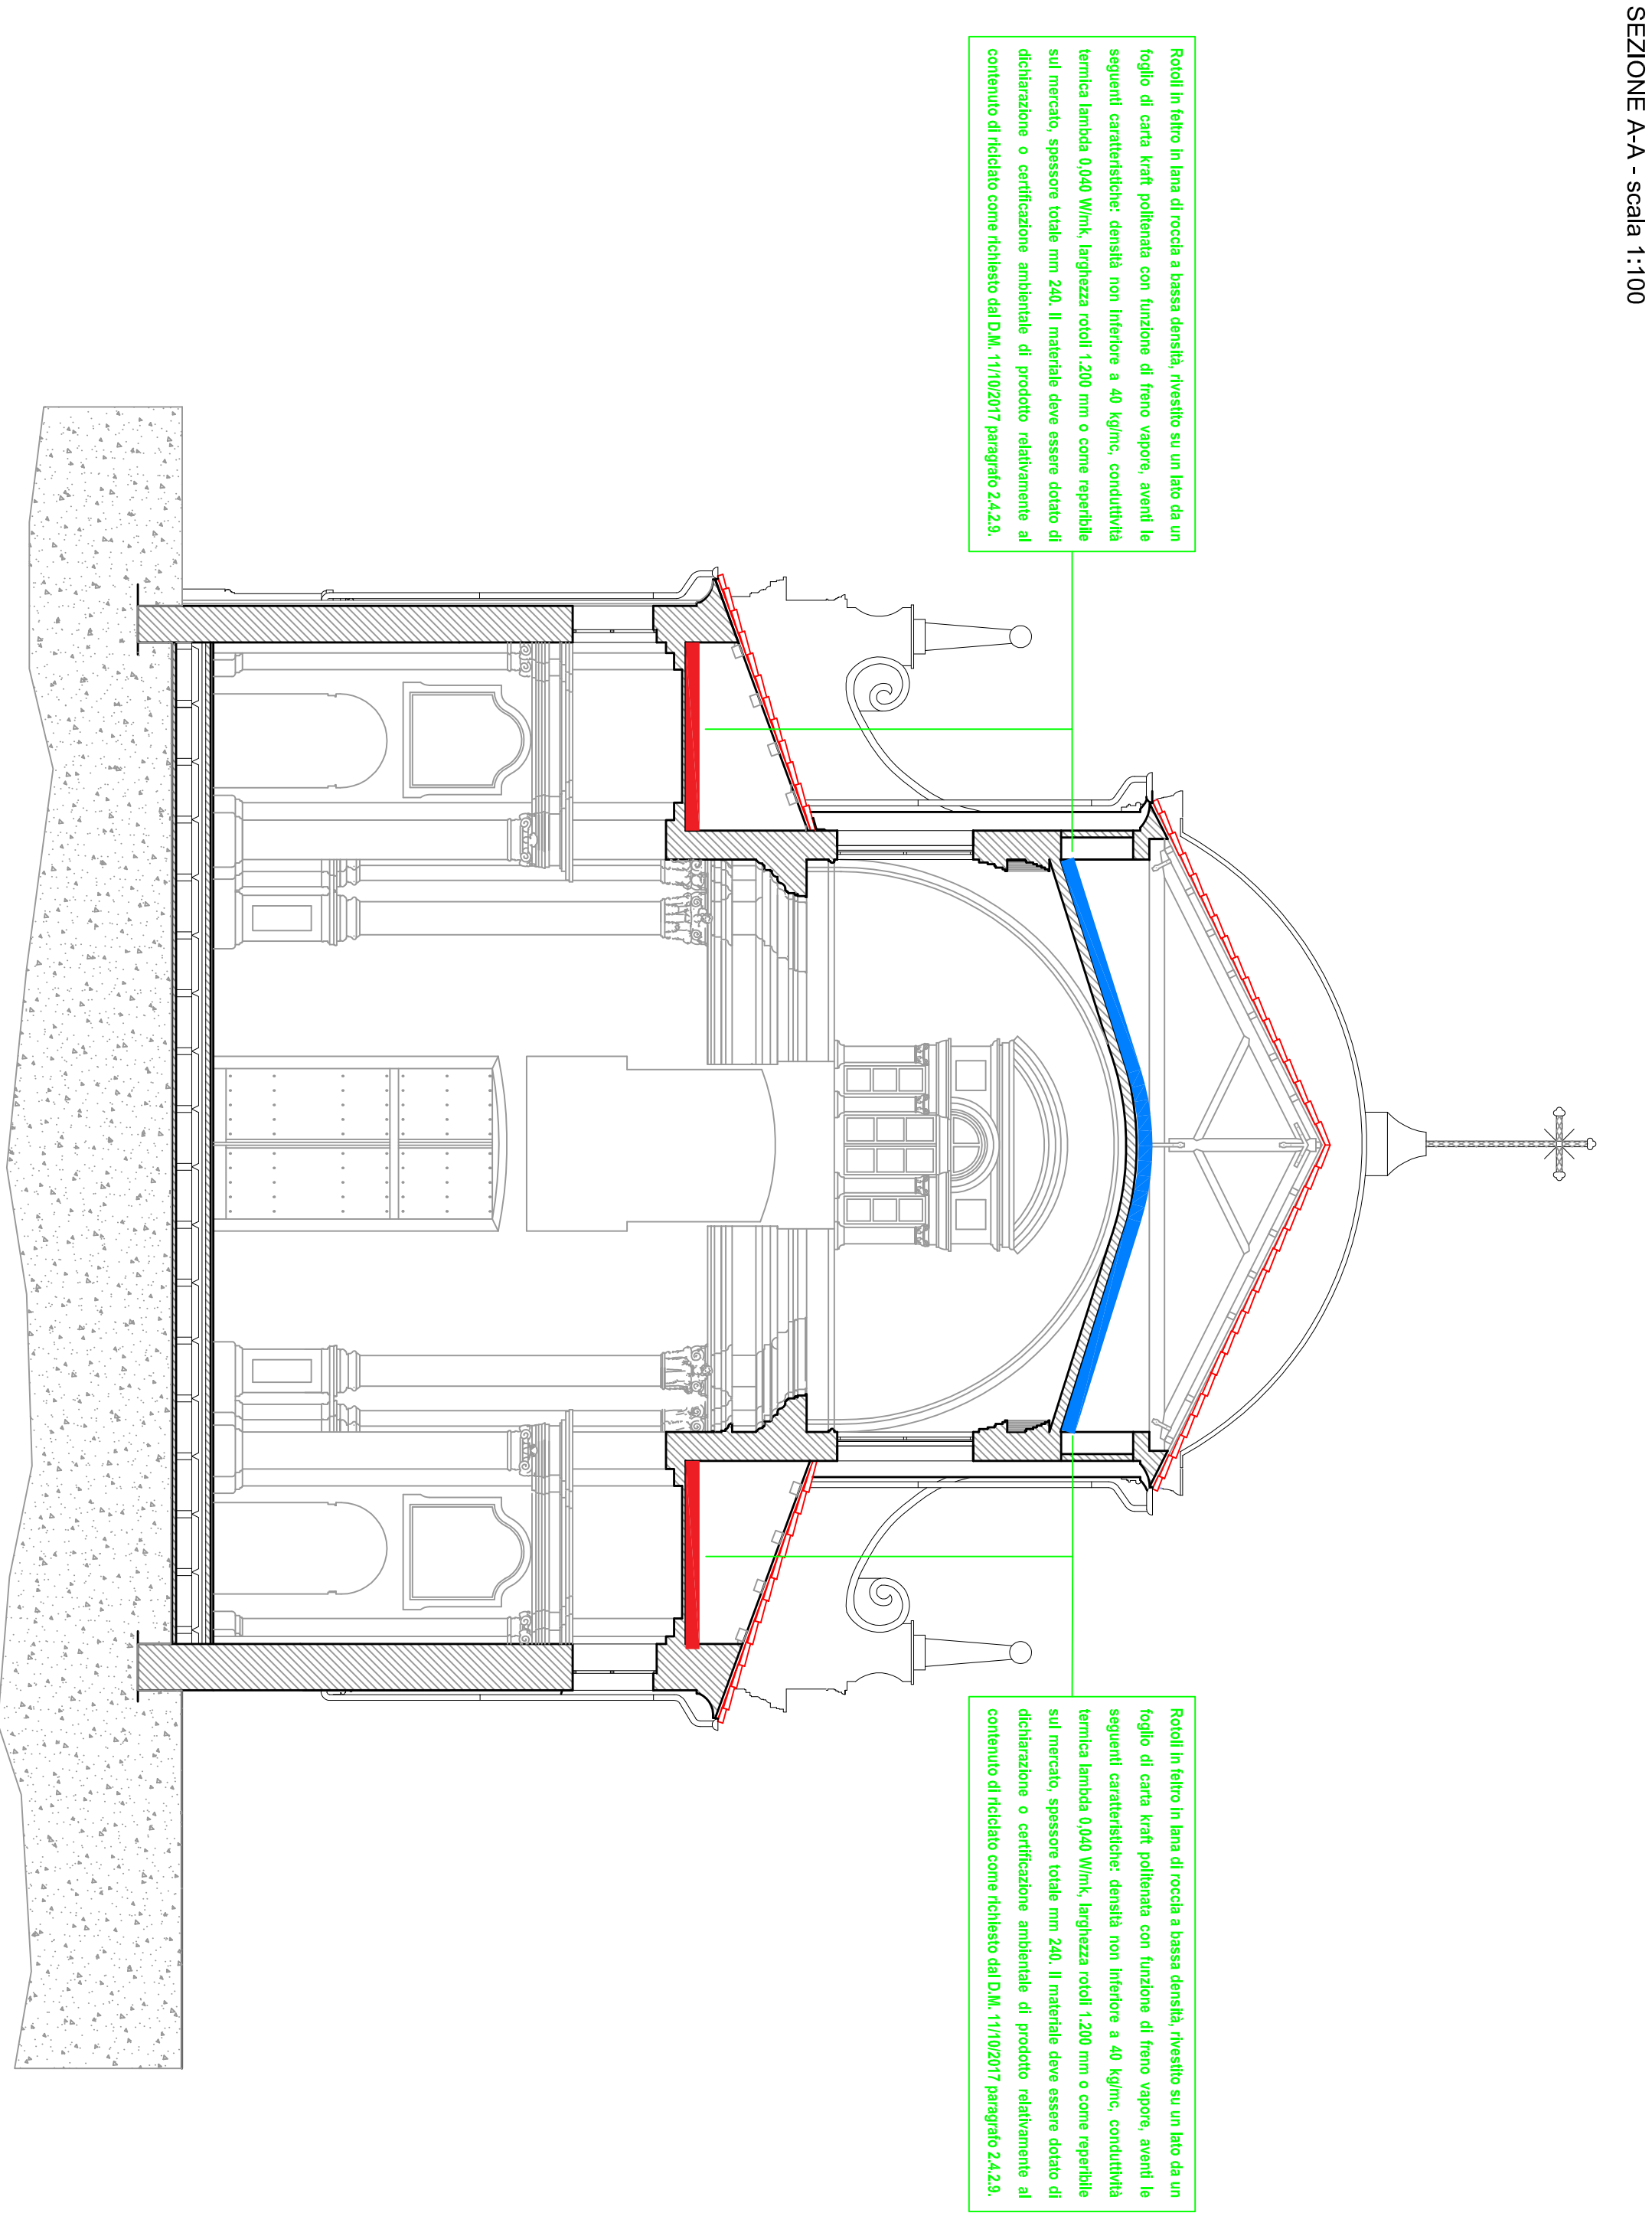 SEZIONE A-A - scala 1:100
Rotoli in feltro in lana di roccia a bassa densità, rivestito su un lato da un
foglio di carta kraft politenata con funzione di freno vapore, aventi le
seguenti caratteristiche: densità non inferiore a 40 kg/mc, conduttività
termica lambda 0,040 W/mk, larghezza rotoli 1.200 mm o come reperibile
sul mercato, spessore totale mm 240. Il materiale deve essere dotato di
dichiarazione o certificazione ambientale di prodotto relativamente al
contenuto di riciclato come richiesto dal D.M. 11/10/2017 paragrafo 2.4.2.9.
Rotoli in feltro in lana di roccia a bassa densità, rivestito su un lato da un
foglio di carta kraft politenata con funzione di freno vapore, aventi le
seguenti caratteristiche: densità non inferiore a 40 kg/mc, conduttività
termica lambda 0,040 W/mk, larghezza rotoli 1.200 mm o come reperibile
sul mercato, spessore totale mm 240. Il materiale deve essere dotato di
dichiarazione o certificazione ambientale di prodotto relativamente al
contenuto di riciclato come richiesto dal D.M. 11/10/2017 paragrafo 2.4.2.9.